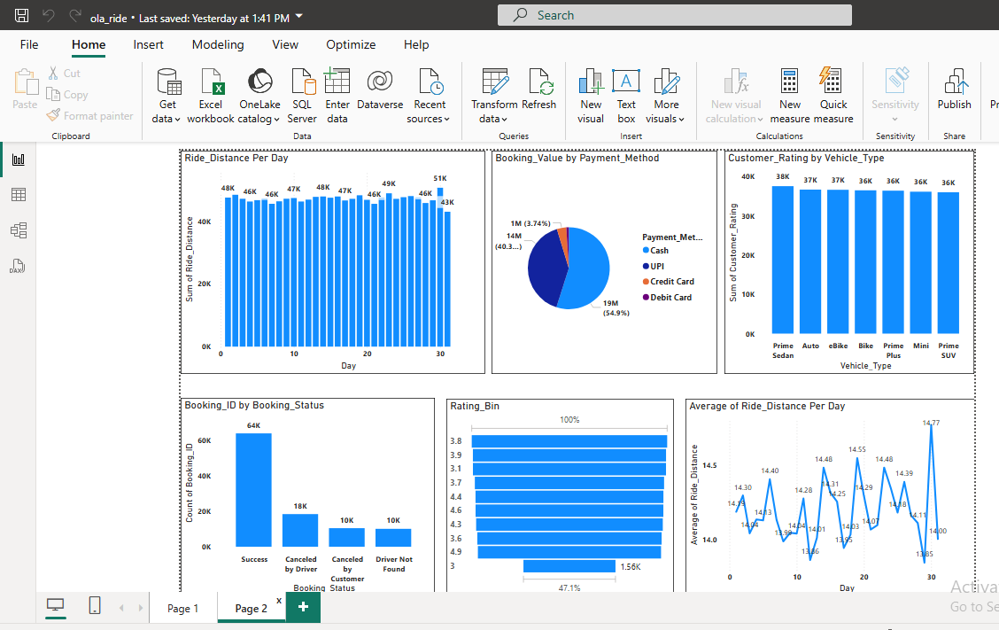 ola_ride • Last saved: Yesterday at 1:41 PM
Search
File Home Insert Modeling View Optimize Help
Paste
Cut
Copy
Format painter
Clipboard
Get data
Excel workbook
OneLake catalog
SQL Server
Enter data
Dataverse
Recent sources
Data
Transform data
Refresh
Queries
New visual
Text box
More visuals
Insert
New visual calculation
New measure
Quick measure
Calculations
Sensitivity
Sensitivity
Publish
Share
Pr
Ride_Distance Per Day
48K 46K 46K 47K 48K 47K 46K 49K 46K 51K 43K
Sum of Ride_Distance
40K
20K
0K
0 10 20 30
Day
Booking_Value by Payment_Method
1M (3.74%)
14M
(40.3...)
19M
(54.9%)
Payment_Met...
Cash
UPI
Credit Card
Debit Card
Customer_Rating by Vehicle_Type
Sum of Customer_Rating
40K
30K
20K
10K
0K
38K 37K 37K 36K 36K 36K 36K
Prime Sedan
Auto
eBike
Bike
Prime Plus
Mini
Prime SUV
Vehicle_Type
Booking_ID by Booking_Status
Count of Booking_ID
60K
40K
20K
0K
64K 18K 10K 10K
Success
Canceled by Driver
Canceled by Customer
Driver Not Found
Booking_Status
Rating_Bin
100%
3.8
3.9
3.1
3.7
4.4
4.6
4.3
3.6
4.9
3
1.56K
47.1%
Average of Ride_Distance Per Day
Average of Ride_Distance
14.5
14.0
14.30 14.04 14.13 14.40 14.04 14.28 13.86 14.01 14.48 14.31 14.25 13.95 14.03 14.55 14.29 14.07 14.48 14.18 14.39 14.11 13.85 14.77 14.00
0 10 20 30
Day
Activa
Go to Se
Page 1
Page 2
x
+